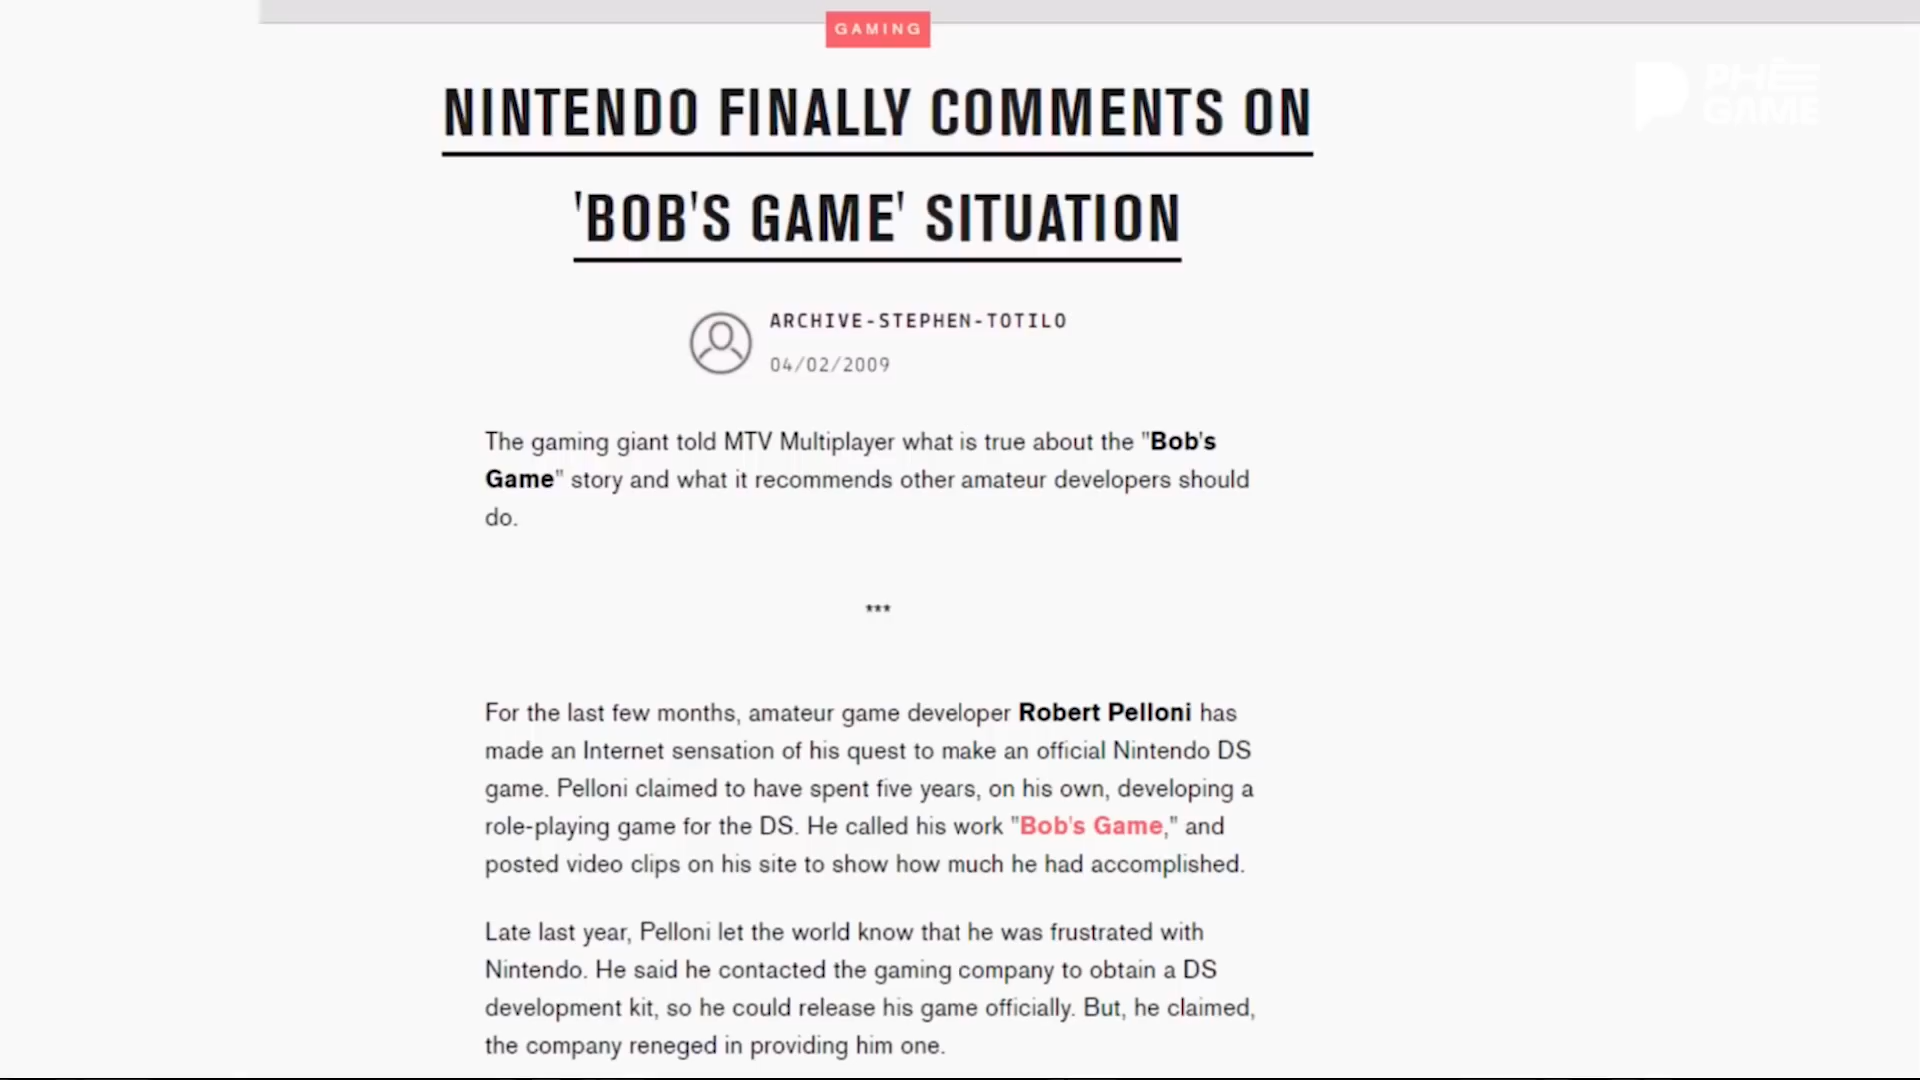 GAMING
PHÊ
GAME
NINTENDO FINALLY COMMENTS ON
'BOB'S GAME' SITUATION
ARCHIVE-STEPHEN-TOTILO
04/02/2009
The gaming giant told MTV Multiplayer what is true about the "Bob's
Game" story and what it recommends other amateur developers should
do.
***
For the last few months, amateur game developer Robert Pelloni has
made an Internet sensation of his quest to make an official Nintendo DS
game. Pelloni claimed to have spent five years, on his own, developing a
role-playing game for the DS. He called his work "Bob's Game," and
posted video clips on his site to show how much he had accomplished.
Late last year, Pelloni let the world know that he was frustrated with
Nintendo. He said he contacted the gaming company to obtain a DS
development kit, so he could release his game officially. But, he claimed,
the company reneged in providing him one.